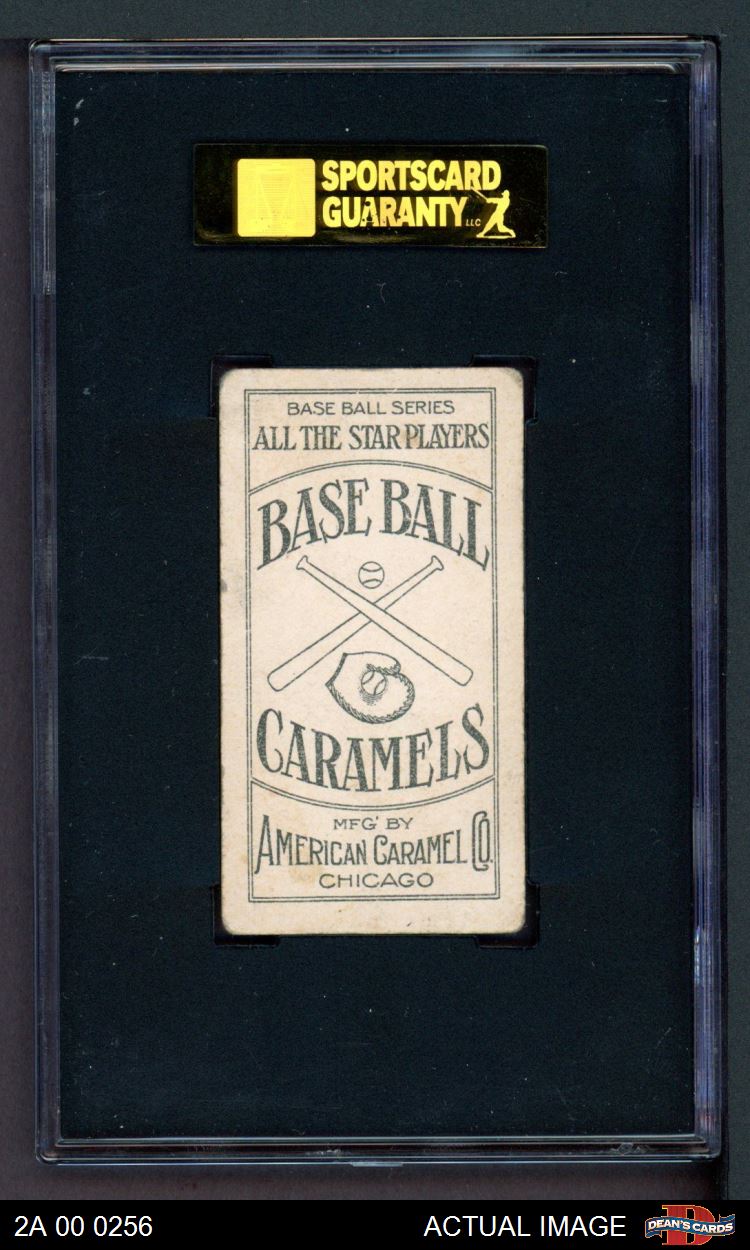 SPORTSCARD
GUARANTY LLC
BASE BALL SERIES
ALL THE STAR PLAYERS
BASE BALL
CARAMELS
MFG' BY
AMERICAN CARAMEL CO.
CHICAGO
2A 00 0256
ACTUAL IMAGE
DEAN'S CARDS